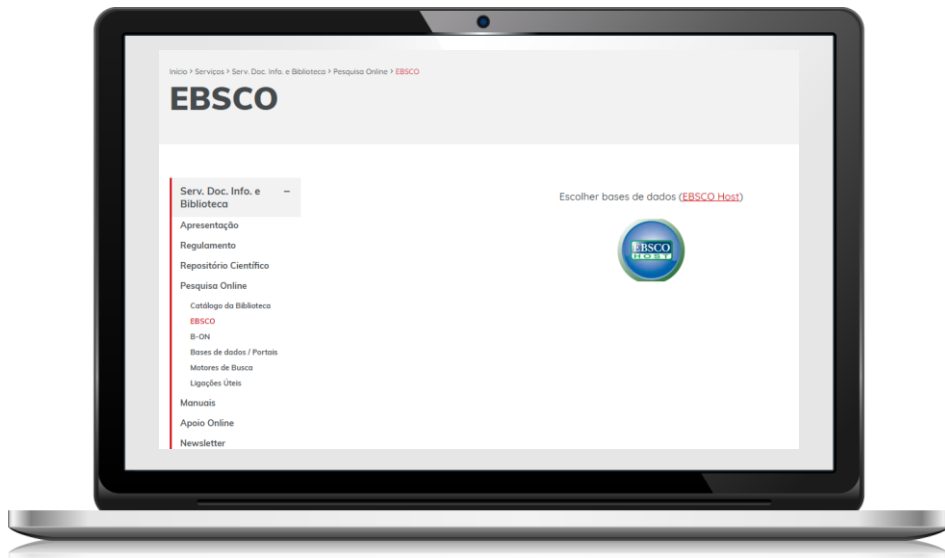 Início > Serviços > Serv. Doc. Info. e Biblioteca > Pesquisa Online > EBSCO
EBSCO
Serv. Doc. Info. e –
Biblioteca
Apresentação
Regulamento
Repositório Científico
Pesquisa Online
Catálogo da Biblioteca
EBSCO
B-ON
Bases de dados / Portais
Motores de Busca
Ligações Úteis
Manuais
Apoio Online
Newsletter
Escolher bases de dados (EBSCO Host)
EBSCO
HOST